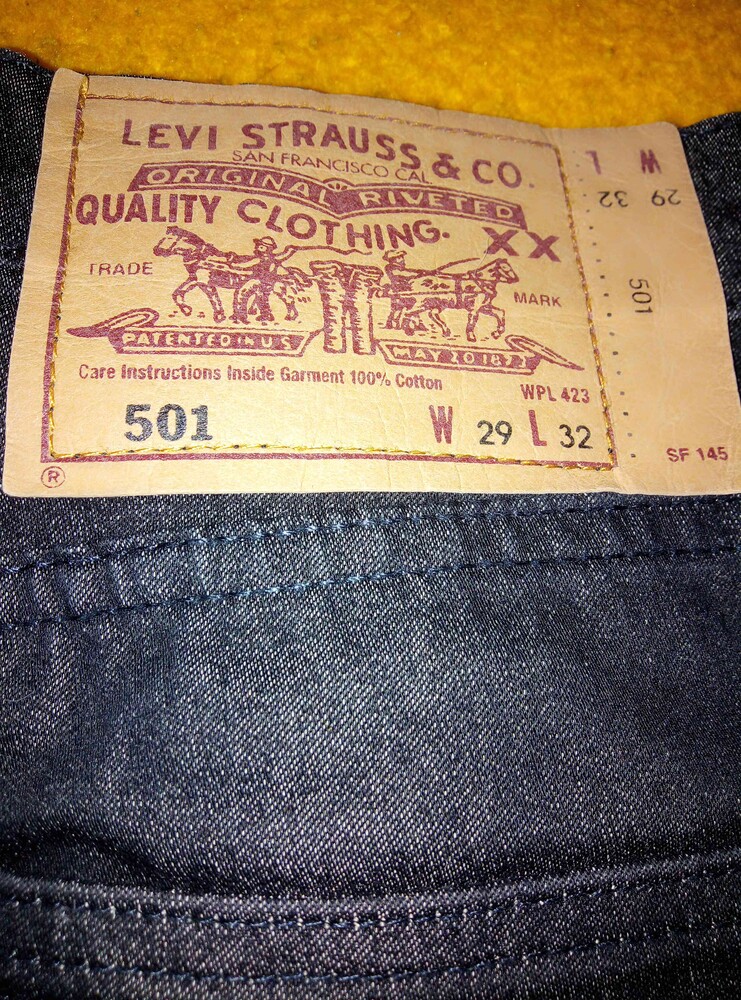 LEVI STRAUSS & CO.
SAN FRANCISCO CAL
ORIGINAL RIVETED
QUALITY CLOTHING.
XX
TRADE MARK
PATENTED IN U.S.
MAY 20 1873
Care Instructions Inside Garment 100% Cotton
WPL 423
501 W 29 L 32
®
W L
29 32
501
SF 145